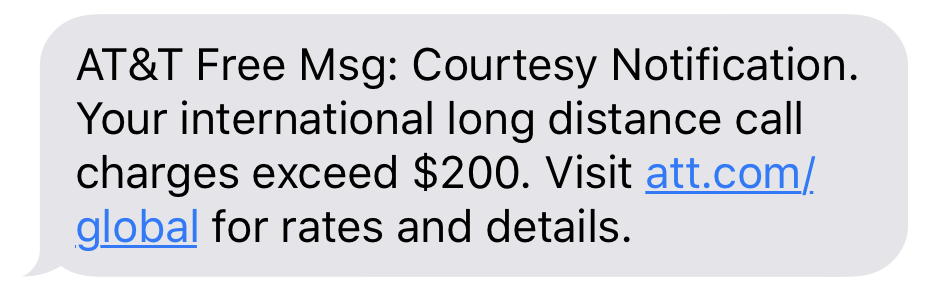 AT&T Free Msg: Courtesy Notification.
Your international long distance call
charges exceed $200. Visit att.com/
global for rates and details.